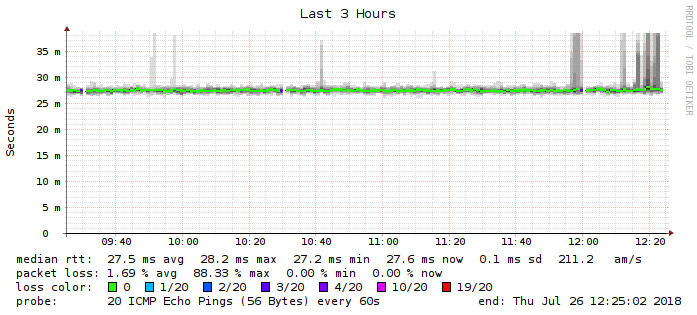 Last 3 Hours
RRDTOOL / TOBI OETIKER
Seconds
35 m
30 m
25 m
20 m
15 m
10 m
5 m
0
09:40 10:00 10:20 10:40 11:00 11:20 11:40 12:00 12:20
median rtt: 27.5 ms avg 28.2 ms max 27.2 ms min 27.6 ms now 0.1 ms sd 211.2 am/s
packet loss: 1.69 % avg 88.33 % max 0.00 % min 0.00 % now
loss color: 0 1/20 2/20 3/20 4/20 10/20 19/20
probe: 20 ICMP Echo Pings (56 Bytes) every 60s end: Thu Jul 26 12:25:02 2018